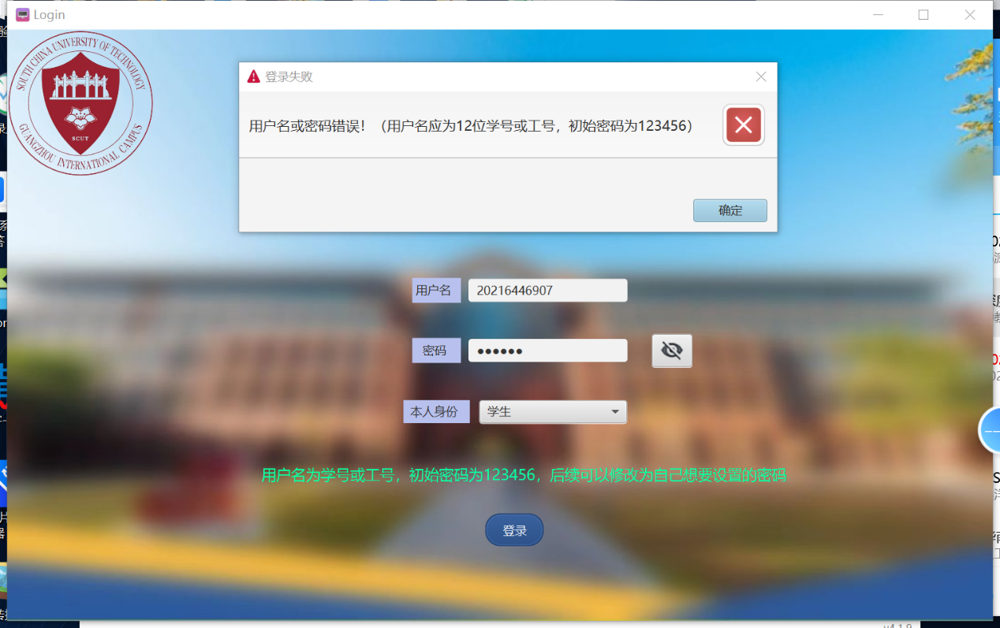 Login
SOUTH CHINA UNIVERSITY OF TECHNOLOGY
SCUT
GUANGZHOU INTERNATIONAL CAMPUS
登录失败
用户名或密码错误！（用户名应为12位学号或工号，初始密码为123456）
确定
用户名 20216446907
密码 ●●●●●●
本人身份 学生
用户名为学号或工号，初始密码为123456，后续可以修改为自己想要设置的密码
登录